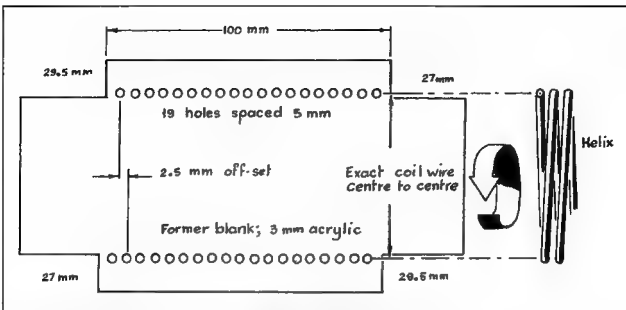 100 mm
29.5 mm
27mm
19 holes spaced 5 mm
Helix
2.5 mm off-set
Exact coil wire
centre to centre
Former blank; 3 mm acrylic
27 mm
28.5 mm